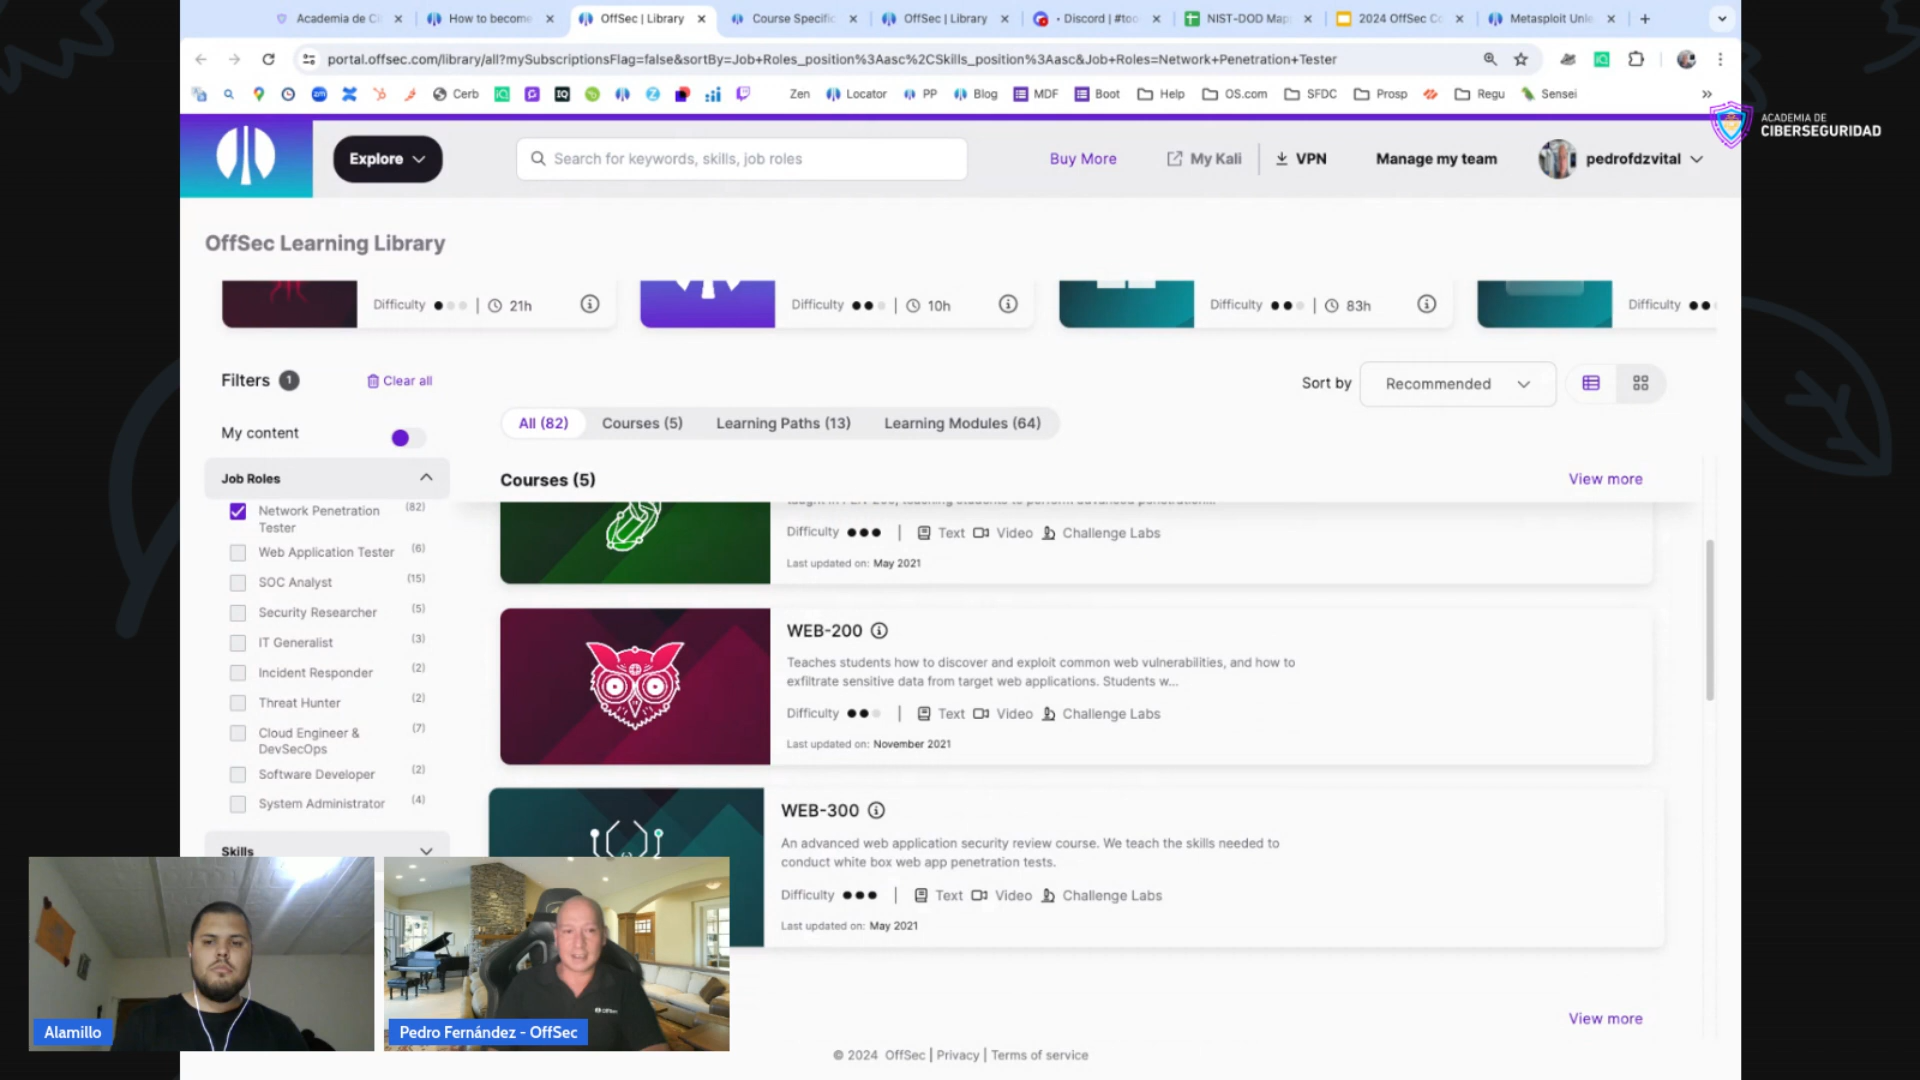 Academia de Ci
How to become
OffSec | Library
Course Specific
OffSec | Library
• Discord | #too
NIST-DOD Map
2024 OffSec Co
Metasploit Unle
portal.offsec.com/library/all?mySubscriptionsFlag=false&sortBy=Job+Roles_position%3Aasc%2CSkills_position%3Aasc&Job+Roles=Network+Penetration+Tester
Cerb
Zen
Locator
PP
Blog
MDF
Boot
Help
OS.com
SFDC
Prosp
Regu
Sensei
ACADEMIA DE
CIBERSEGURIDAD
Explore
Search for keywords, skills, job roles
Buy More
My Kali
VPN
Manage my team
pedrofdzvital
OffSec Learning Library
Difficulty | 21h
Difficulty | 10h
Difficulty | 83h
Difficulty
Filters 1
Clear all
Sort by
Recommended
All (82)
Courses (5)
Learning Paths (13)
Learning Modules (64)
My content
Job Roles
Network Penetration
Tester
(82)
Web Application Tester (6)
SOC Analyst (15)
Security Researcher (5)
IT Generalist (3)
Incident Responder (2)
Threat Hunter (2)
Cloud Engineer &
DevSecOps
(7)
Software Developer (2)
System Administrator (4)
Skills
Courses (5)
View more
Difficulty | Text Video Challenge Labs
Last updated on: May 2021
WEB-200
Teaches students how to discover and exploit common web vulnerabilities, and how to
exfiltrate sensitive data from target web applications. Students w...
Difficulty | Text Video Challenge Labs
Last updated on: November 2021
WEB-300
An advanced web application security review course. We teach the skills needed to
conduct white box web app penetration tests.
Difficulty | Text Video Challenge Labs
Last updated on: May 2021
View more
Alamillo
Pedro Fernández - OffSec
© 2024 OffSec | Privacy | Terms of service